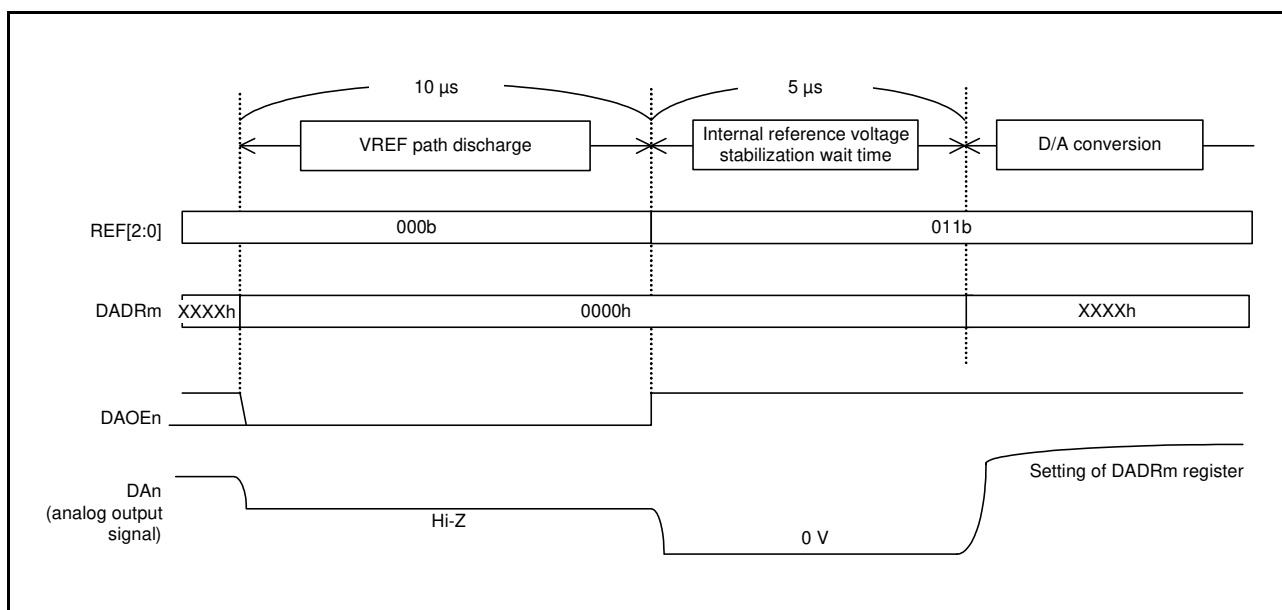 10 µs
5 µs
VREF path discharge
Internal reference voltage
stabilization wait time
D/A conversion
REF[2:0]
000b
011b
DADRm
XXXXh
0000h
XXXXh
DAOEn
DAn
(analog output
signal)
Hi-Z
0 V
Setting of DADRm register